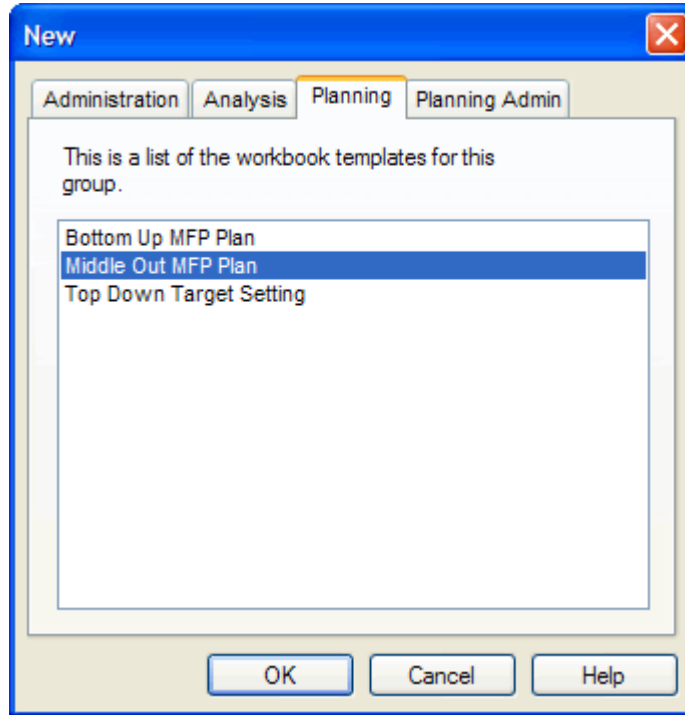 New
Administration Analysis Planning Planning Admin
This is a list of the workbook templates for this
group.
Bottom Up MFP Plan
Middle Out MFP Plan
Top Down Target Setting
OK Cancel Help